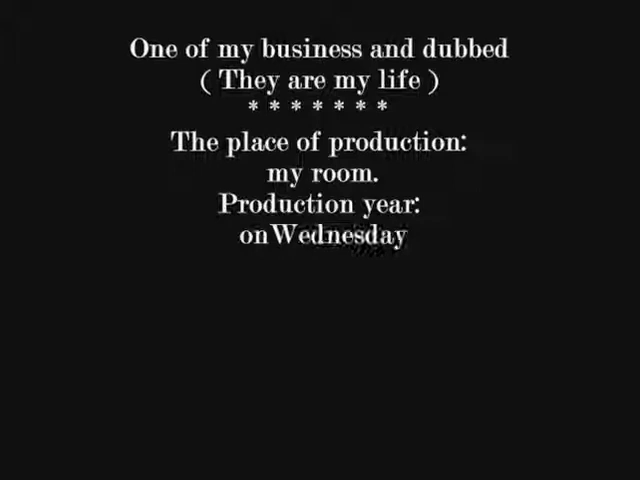 One of my business and dubbed
( They are my life )
* * * * * * *
The place of production:
my room.
Production year:
onWednesday